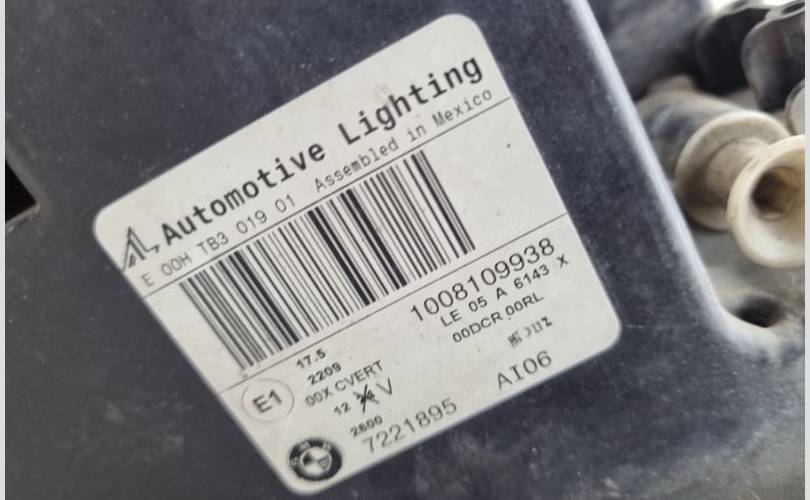 Automotive Lighting
E 00H TB3 019 01 Assembled in Mexico
1008109938
LE 05 A 6143 X
00DCR 00RL
17.5
2209
E1
00X CVERT
12 V
2600
7221895
AI06
BMW